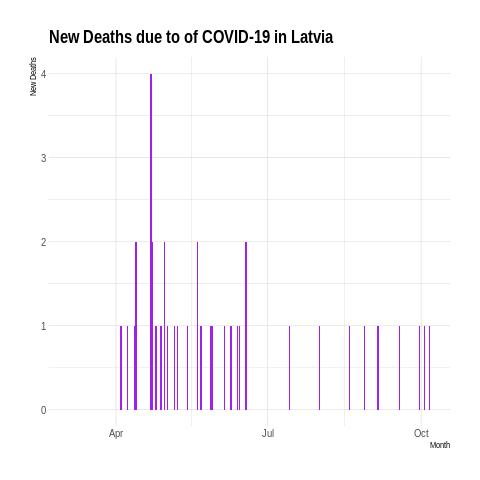 New Deaths due to of COVID-19 in Latvia
New Deaths
4
3
2
1
0
Apr
Jul
Oct
Month